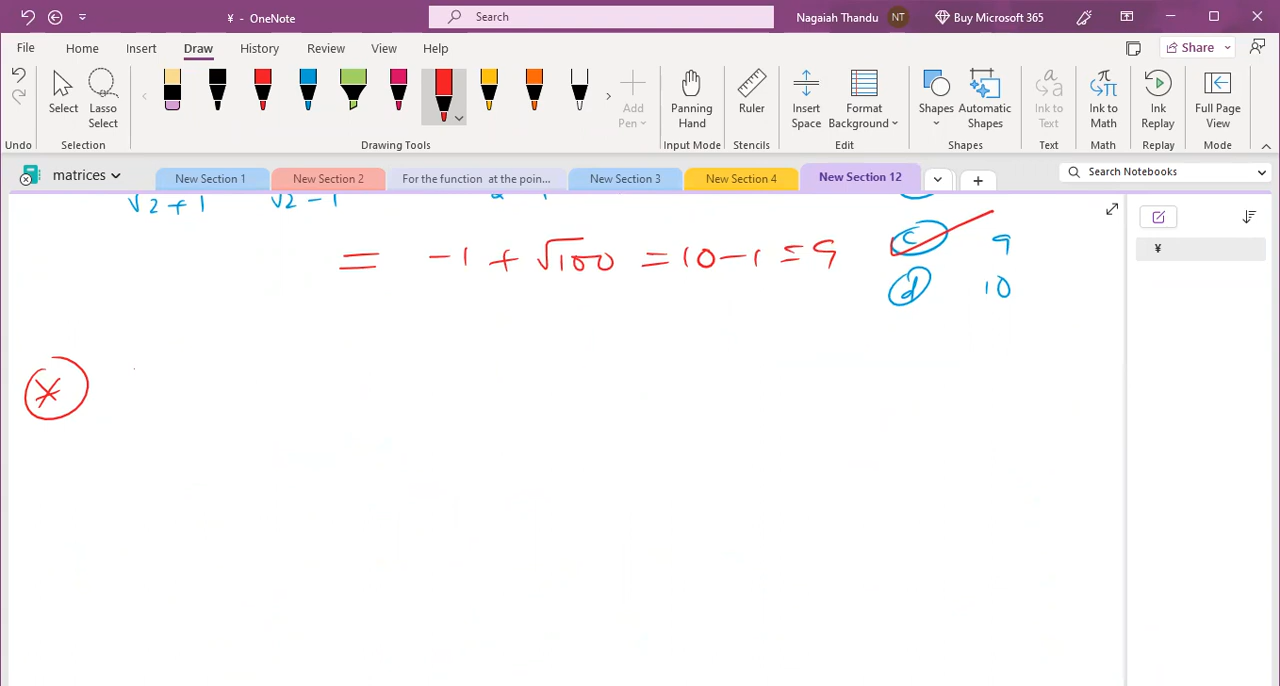 ¥ - OneNote
Search
Nagaiah Thandu NT
Buy Microsoft 365
File Home Insert Draw History Review View Help
Share
Select
Lasso Select
Add Pen
Panning Hand
Ruler
Insert Space
Format Background
Shapes
Automatic Shapes
Ink to Text
Ink to Math
Ink Replay
Full Page View
Undo Selection Drawing Tools Input Mode Stencils Edit Shapes Text Math Replay Mode
matrices New Section 1 New Section 2 For the function at the poin... New Section 3 New Section 4 New Section 12 + Search Notebooks
√2 + 1 √2 - 1
= -1 + √100 = 10 - 1 = 9
c 9
d 10
¥